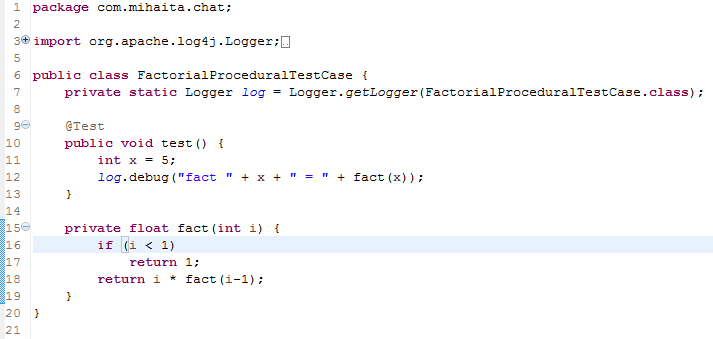 1 package com.mihaita.chat;
2
3 import org.apache.log4j.Logger;
5
6 public class FactorialProceduralTestCase {
7     private static Logger log = Logger.getLogger(FactorialProceduralTestCase.class);
8
9     @Test
10     public void test() {
11         int x = 5;
12         log.debug("fact " + x + " = " + fact(x));
13     }
14
15     private float fact(int i) {
16         if (i < 1)
17             return 1;
18         return i * fact(i-1);
19     }
20 }
21